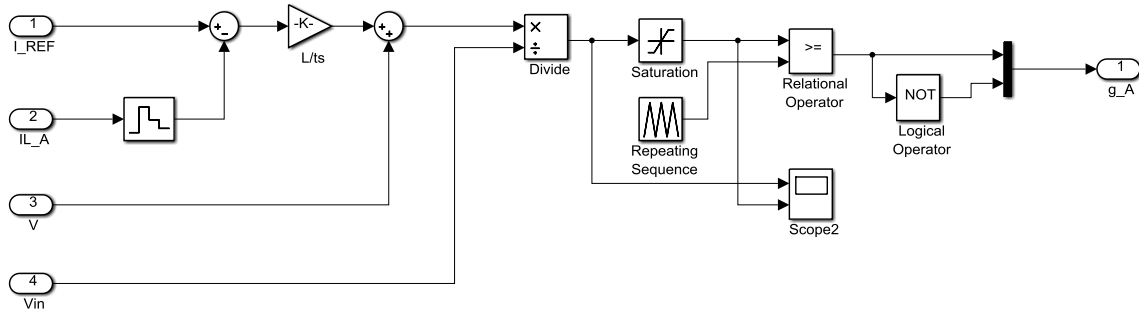 1
I_REF
-K-
L/ts
Divide
Saturation
>=
Relational
Operator
NOT
Logical
Operator
1
g_A
2
IL_A
Repeating
Sequence
3
V
Scope2
4
Vin